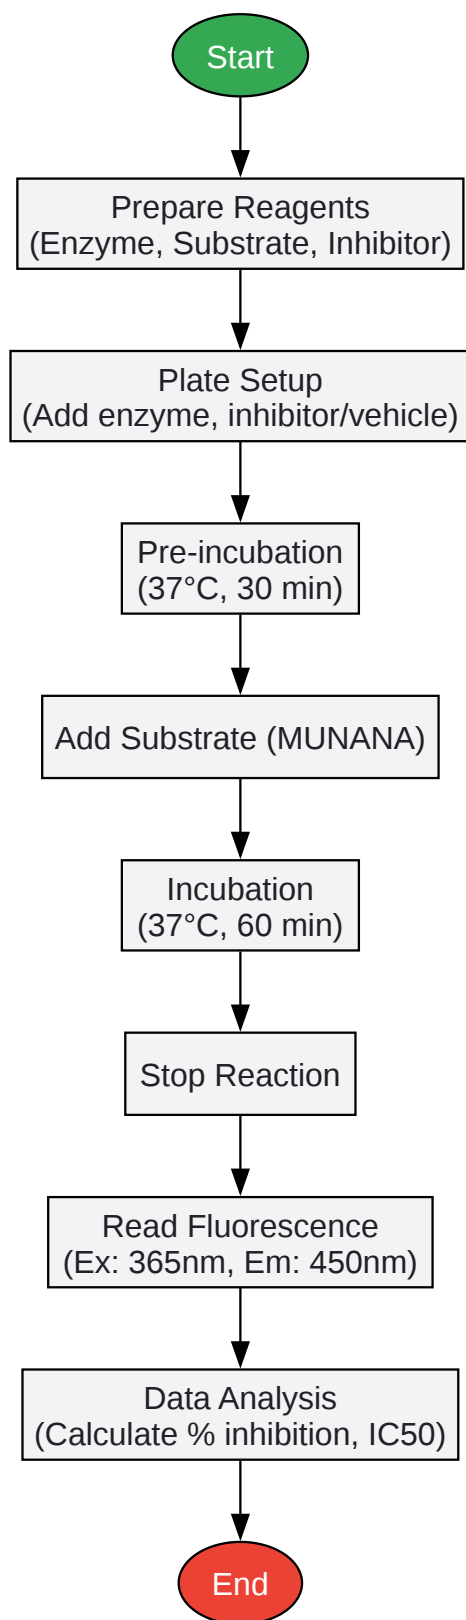 Start
Prepare Reagents
(Enzyme, Substrate, Inhibitor)
Plate Setup
(Add enzyme, inhibitor/vehicle)
Pre-incubation
(37°C, 30 min)
Add Substrate (MUNANA)
Incubation
(37°C, 60 min)
Stop Reaction
Read Fluorescence
(Ex: 365nm, Em: 450nm)
Data Analysis
(Calculate % inhibition, IC50)
End